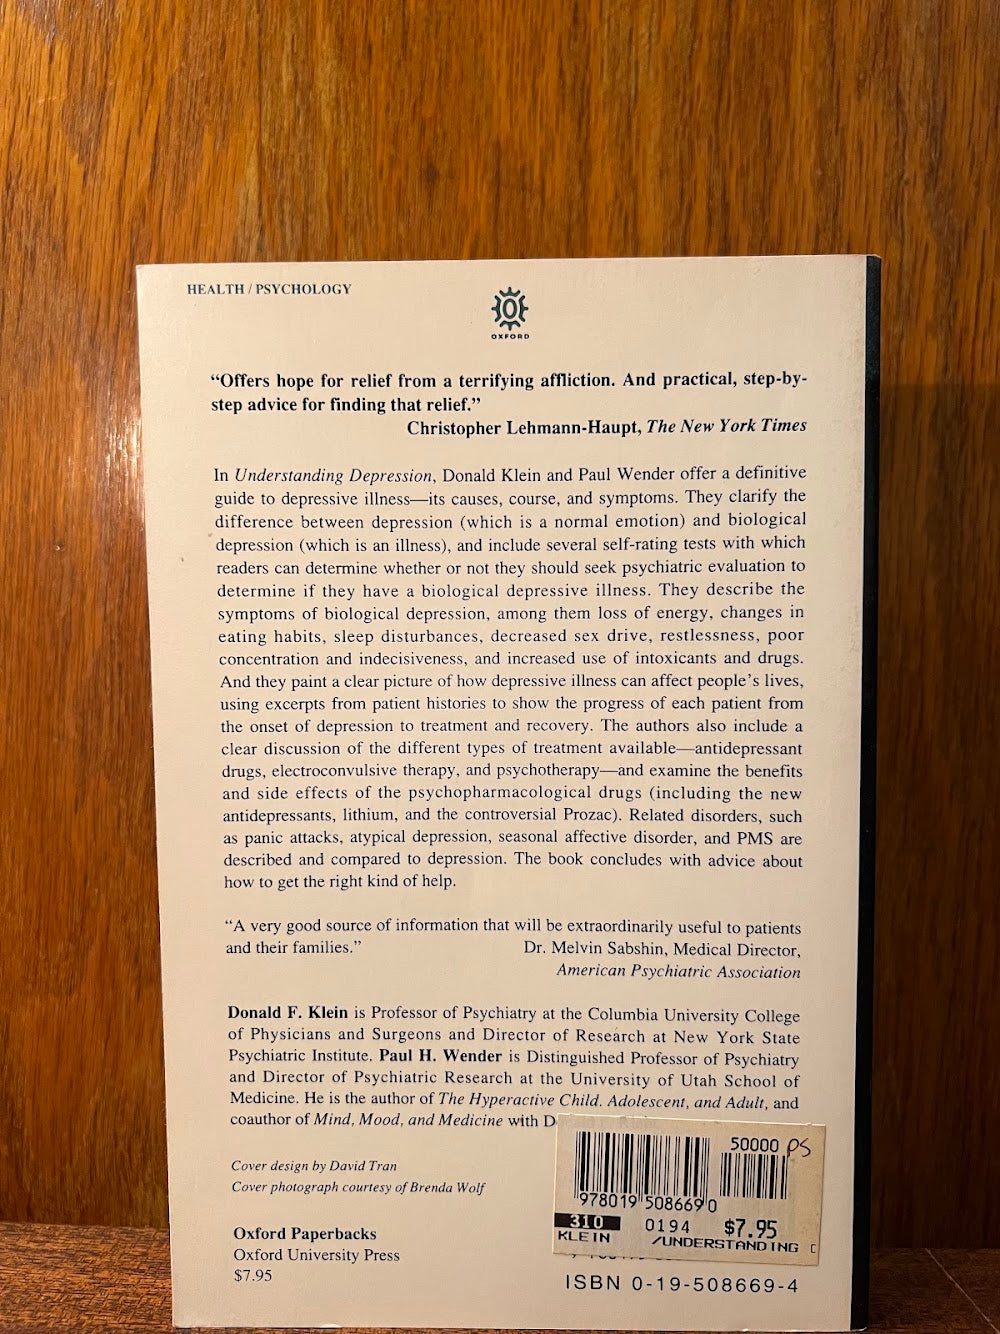 HEALTH / PSYCHOLOGY
OXFORD
“Offers hope for relief from a terrifying affliction. And practical, step-by-
step advice for finding that relief.”
Christopher Lehmann-Haupt, The New York Times
In Understanding Depression, Donald Klein and Paul Wender offer a definitive
guide to depressive illness—its causes, course, and symptoms. They clarify the
difference between depression (which is a normal emotion) and biological
depression (which is an illness), and include several self-rating tests with which
readers can determine whether or not they should seek psychiatric evaluation to
determine if they have a biological depressive illness. They describe the
symptoms of biological depression, among them loss of energy, changes in
eating habits, sleep disturbances, decreased sex drive, restlessness, poor
concentration and indecisiveness, and increased use of intoxicants and drugs.
And they paint a clear picture of how depressive illness can affect people’s lives,
using excerpts from patient histories to show the progress of each patient from
the onset of depression to treatment and recovery. The authors also include a
clear discussion of the different types of treatment available—antidepressant
drugs, electroconvulsive therapy, and psychotherapy—and examine the benefits
and side effects of the psychopharmacological drugs (including the new
antidepressants, lithium, and the controversial Prozac). Related disorders, such
as panic attacks, atypical depression, seasonal affective disorder, and PMS are
described and compared to depression. The book concludes with advice about
how to get the right kind of help.
“A very good source of information that will be extraordinarily useful to patients
and their families.” Dr. Melvin Sabshin, Medical Director,
American Psychiatric Association
Donald F. Klein is Professor of Psychiatry at the Columbia University College
of Physicians and Surgeons and Director of Research at New York State
Psychiatric Institute. Paul H. Wender is Distinguished Professor of Psychiatry
and Director of Psychiatric Research at the University of Utah School of
Medicine. He is the author of The Hyperactive Child, Adolescent, and Adult, and
coauthor of Mind, Mood, and Medicine with
50000 PS
9780195086690
310 0194 $7.95
KLEIN /UNDERSTANDING
Cover design by David Tran
Cover photograph courtesy of Brenda Wolf
Oxford Paperbacks
Oxford University Press
$7.95
ISBN 0-19-508669-4